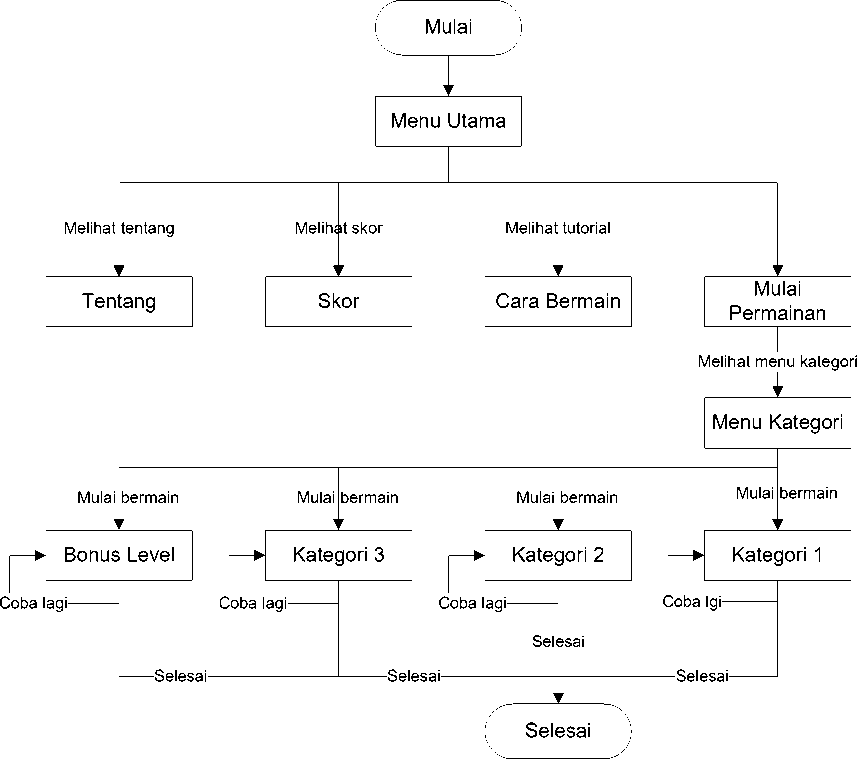 Mulai
Menu Utama
Melihat tentang
Melihat skor
Melihat tutorial
Tentang
Skor
Cara Bermain
Mulai
Permainan
Melihat menu kategori
Menu Kategori
Mulai bermain
Mulai bermain
Mulai bermain
Mulai bermain
Bonus Level
Kategori 3
Kategori 2
Kategori 1
Coba lagi
Coba lagi
Coba lagi
Coba lgi
Selesai
Selesai
Selesai
Selesai
Selesai